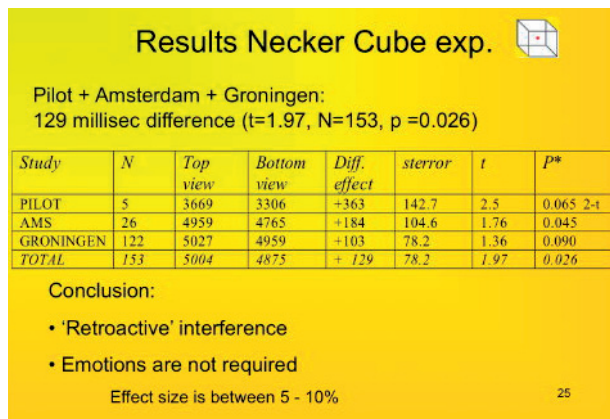 Results Necker Cube exp.
Pilot + Amsterdam + Groningen:
129 millisec difference (t=1.97, N=153, p =0.026)
Study N Top view Bottom view Diff. effect sterror t P*
PILOT 5 3669 3306 +363 142.7 2.5 0.065 2-t
AMS 26 4959 4765 +184 104.6 1.76 0.045
GRONINGEN 122 5027 4959 +103 78.2 1.36 0.090
TOTAL 153 5004 4875 + 129 78.2 1.97 0.026
Conclusion:
• ‘Retroactive’ interference
• Emotions are not required
Effect size is between 5 - 10%
25